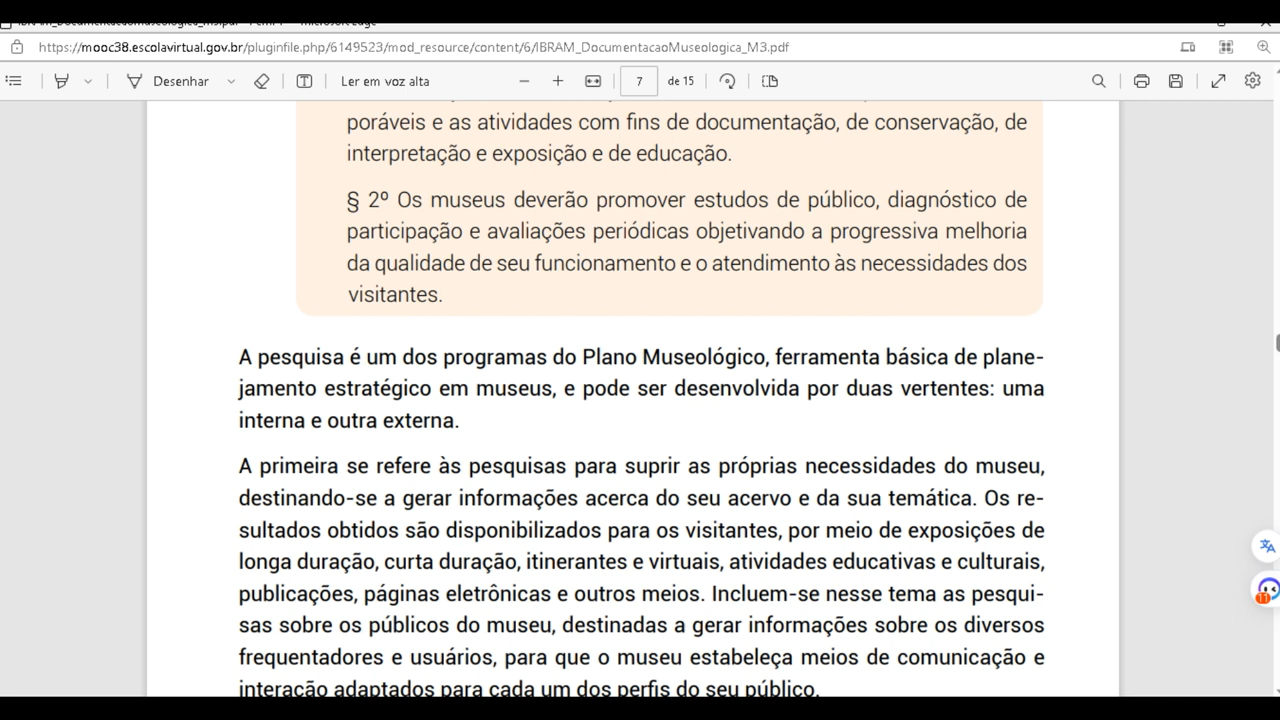 https://mooc38.escolavirtual.gov.br/pluginfile.php/6149523/mod_resource/content/6/IBRAM_DocumentacaoMuseologica_M3.pdf
Desenhar
Ler em voz alta
7 de 15
poráveis e as atividades com fins de documentação, de conservação, de
interpretação e exposição e de educação.
§ 2º Os museus deverão promover estudos de público, diagnóstico de
participação e avaliações periódicas objetivando a progressiva melhoria
da qualidade de seu funcionamento e o atendimento às necessidades dos
visitantes.
A pesquisa é um dos programas do Plano Museológico, ferramenta básica de plane-
jamento estratégico em museus, e pode ser desenvolvida por duas vertentes: uma
interna e outra externa.
A primeira se refere às pesquisas para suprir as próprias necessidades do museu,
destinando-se a gerar informações acerca do seu acervo e da sua temática. Os re-
sultados obtidos são disponibilizados para os visitantes, por meio de exposições de
longa duração, curta duração, itinerantes e virtuais, atividades educativas e culturais,
publicações, páginas eletrônicas e outros meios. Incluem-se nesse tema as pesqui-
sas sobre os públicos do museu, destinadas a gerar informações sobre os diversos
frequentadores e usuários, para que o museu estabeleça meios de comunicação e
interação adaptados para cada um dos perfis do seu público.
11